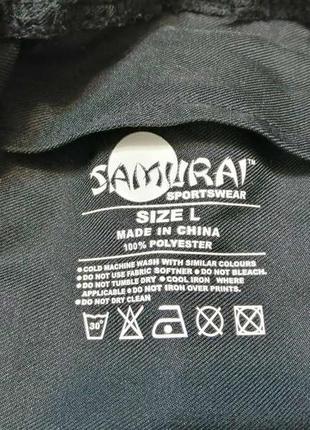 SAMURAI™
SPORTSWEAR
SIZE L
MADE IN CHINA
100% POLYESTER
●COLD MACHINE WASH WITH SIMILAR COLOURS
●DO NOT USE FABRIC SOFTNER ●DO NOT BLEACH.
●DO NOT TUMBLE DRY ●COOL IRON WHERE
APPLICABLE ●DO NOT IRON OVER PRINTS.
●DO NOT DRY CLEAN
30°